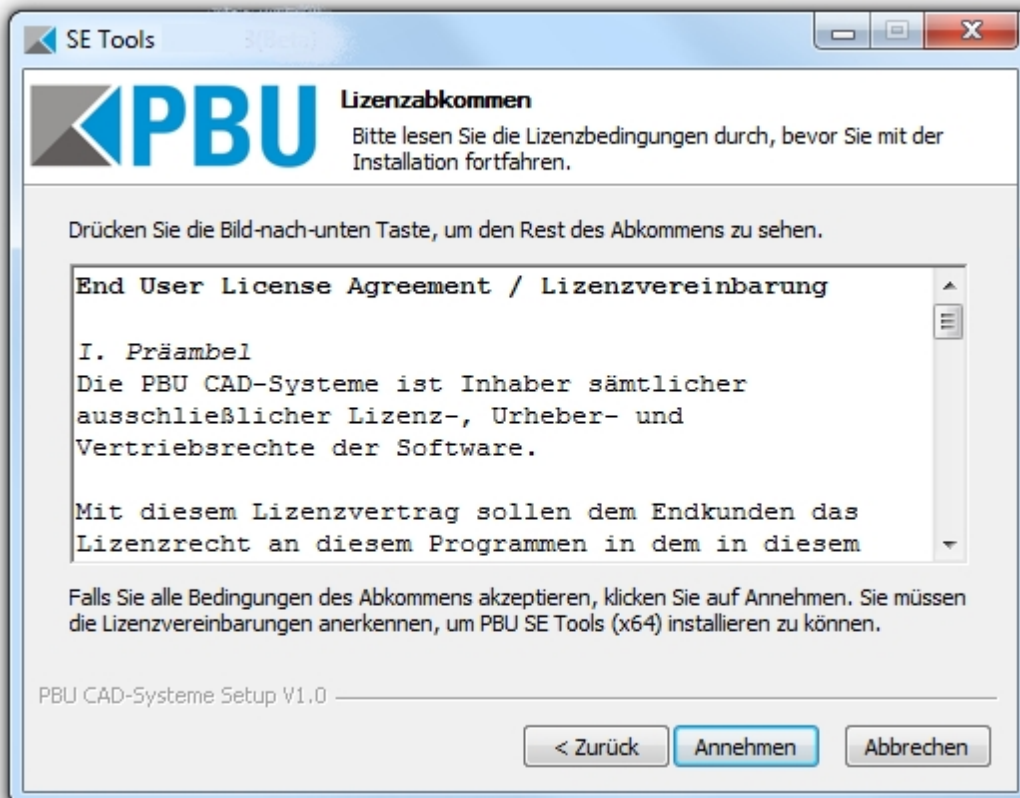 SE Tools
PBU
Lizenzabkommen
Bitte lesen Sie die Lizenzbedingungen durch, bevor Sie mit der
Installation fortfahren.
Drücken Sie die Bild-nach-unten Taste, um den Rest des Abkommens zu sehen.
End User License Agreement / Lizenzvereinbarung
I. Präambel
Die PBU CAD-Systeme ist Inhaber sämtlicher
ausschließlicher Lizenz-, Urheber- und
Vertriebsrechte der Software.
Mit diesem Lizenzvertrag sollen dem Endkunden das
Lizenzrecht an diesem Programmen in dem in diesem
Falls Sie alle Bedingungen des Abkommens akzeptieren, klicken Sie auf Annehmen. Sie müssen
die Lizenzvereinbarungen anerkennen, um PBU SE Tools (x64) installieren zu können.
PBU CAD-Systeme Setup V1.0
< Zurück
Annehmen
Abbrechen